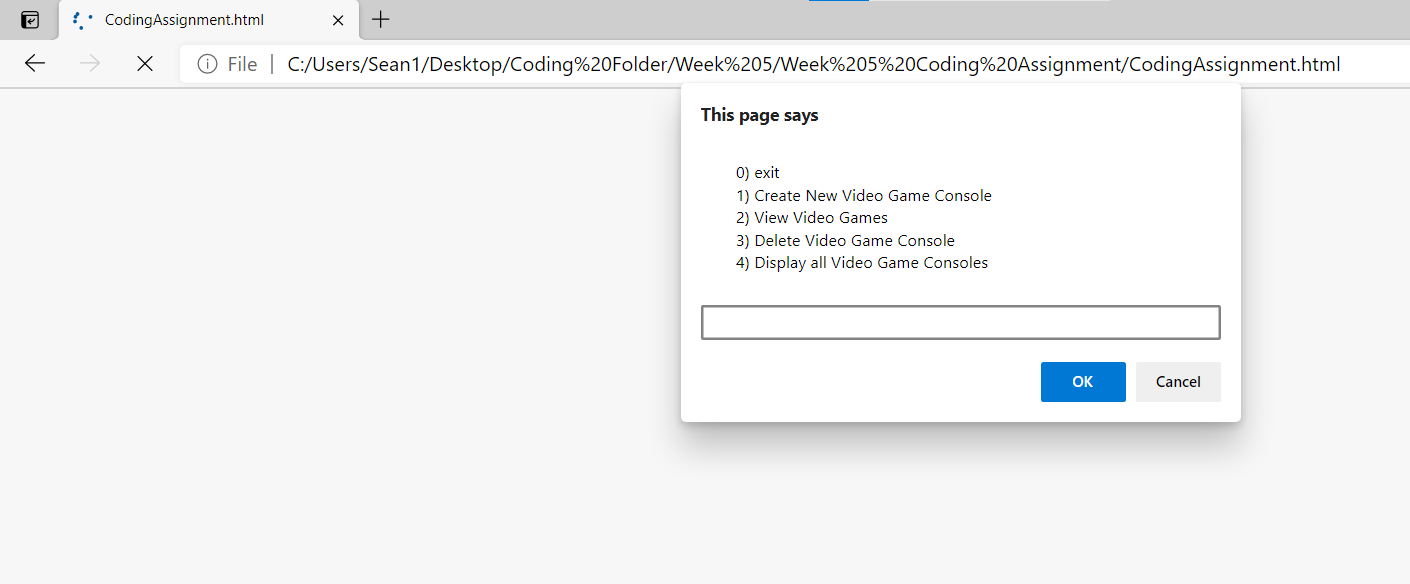 CodingAssignment.html
File | C:/Users/Sean1/Desktop/Coding%20Folder/Week%205/Week%205%20Coding%20Assignment/CodingAssignment.html
This page says
0) exit
1) Create New Video Game Console
2) View Video Games
3) Delete Video Game Console
4) Display all Video Game Consoles
OK Cancel